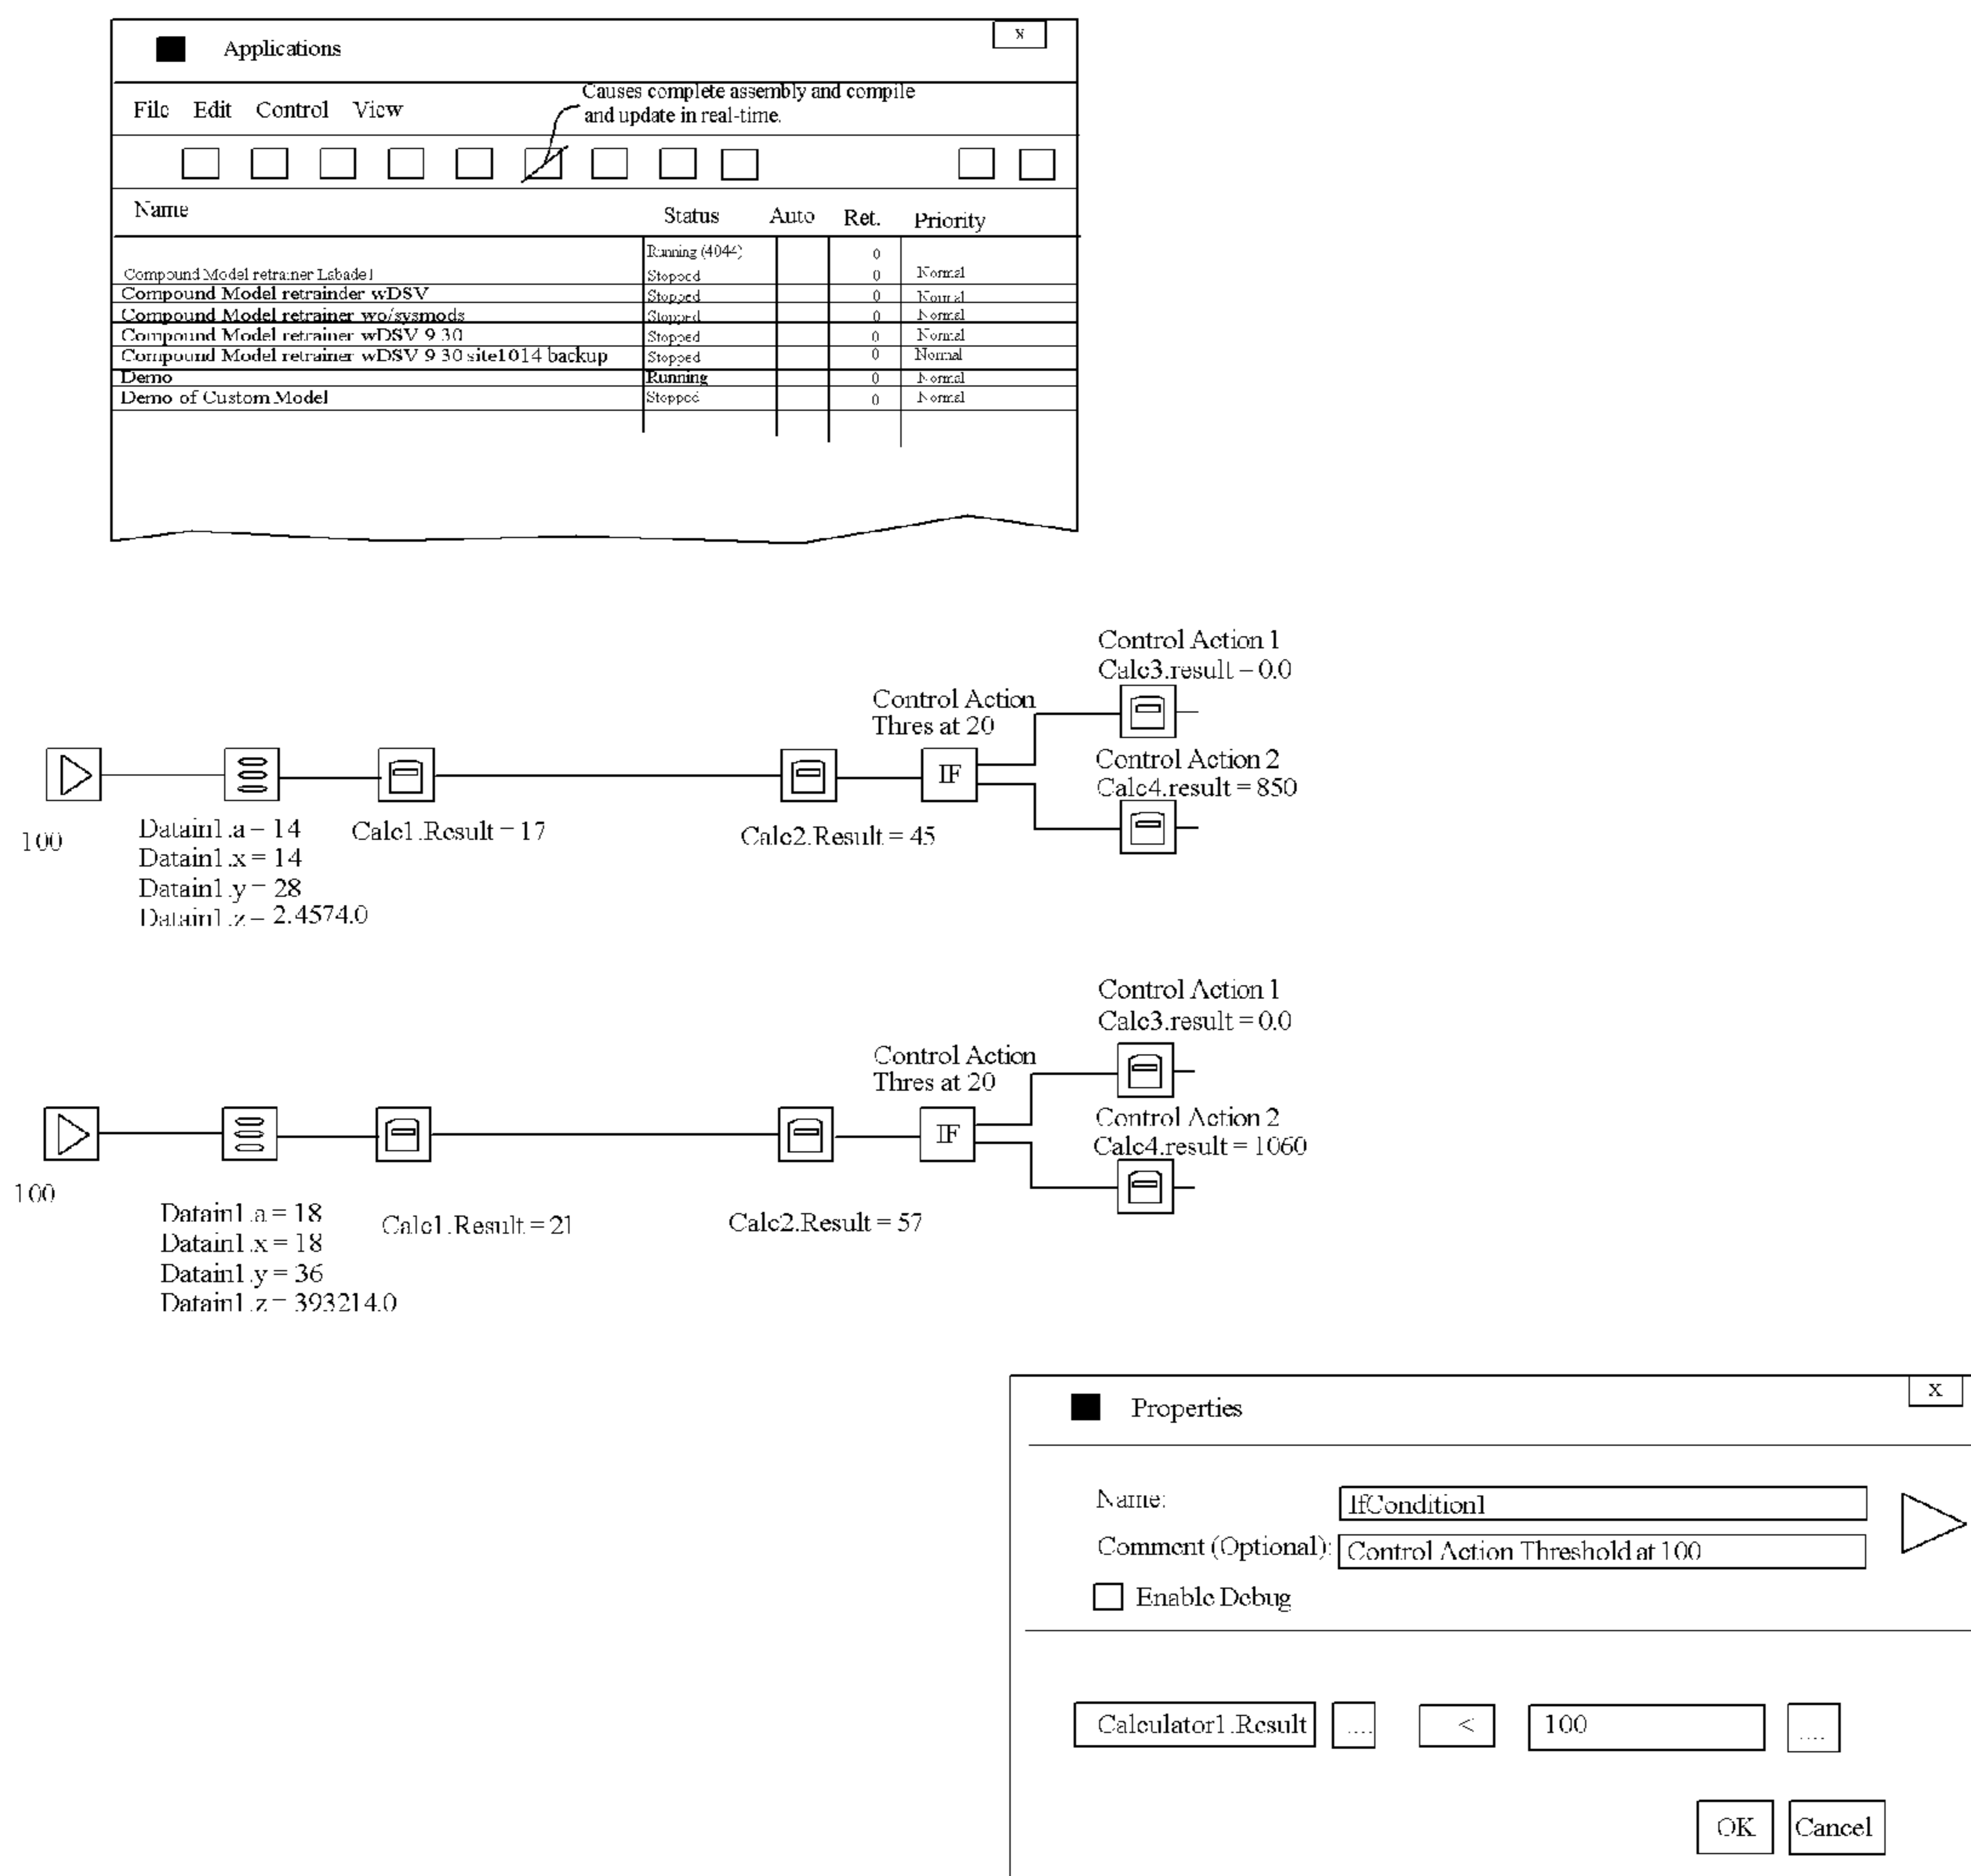 Applications
x
File Edit Control View
Causes complete assembly and compile
and update in real-time.
Name Status Auto Ret. Priority
Running (4044) 0
Compound Model retrainer Labadel Stopped 0 Normal
Compound Model retrainder wDSV Stopped 0 Normal
Compound Model retrainer wo/sysmods Stopped 0 Normal
Compound Model retrainer wDSV 9 30 Stopped 0 Normal
Compound Model retrainer wDSV 9 30 site1014 backup Stopped 0 Normal
Demo Running 0 Normal
Demo of Custom Model Stopped 0 Normal
Control Action 1
Calc3.result = 0.0
Control Action
Thres at 20
IF
Control Action 2
Calc4.result = 850
100
Datain1.a = 14
Datain1.x = 14
Datain1.y = 28
Datain1.z = 2.4574.0
Calc1.Result = 17
Calc2.Result = 45
Control Action 1
Calc3.result = 0.0
Control Action
Thres at 20
IF
Control Action 2
Calc4.result = 1060
100
Datain1.a = 18
Datain1.x = 18
Datain1.y = 36
Datain1.z = 393214.0
Calc1.Result = 21
Calc2.Result = 57
Properties
x
Name: IfCondition1
Comment (Optional): Control Action Threshold at 100
Enable Debug
Calculator1.Result .... < 100 ....
OK Cancel